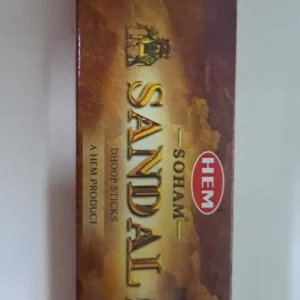 HEM
SOHAM
SANDAL
DHOOP STICKS
A HEM PRODUCT